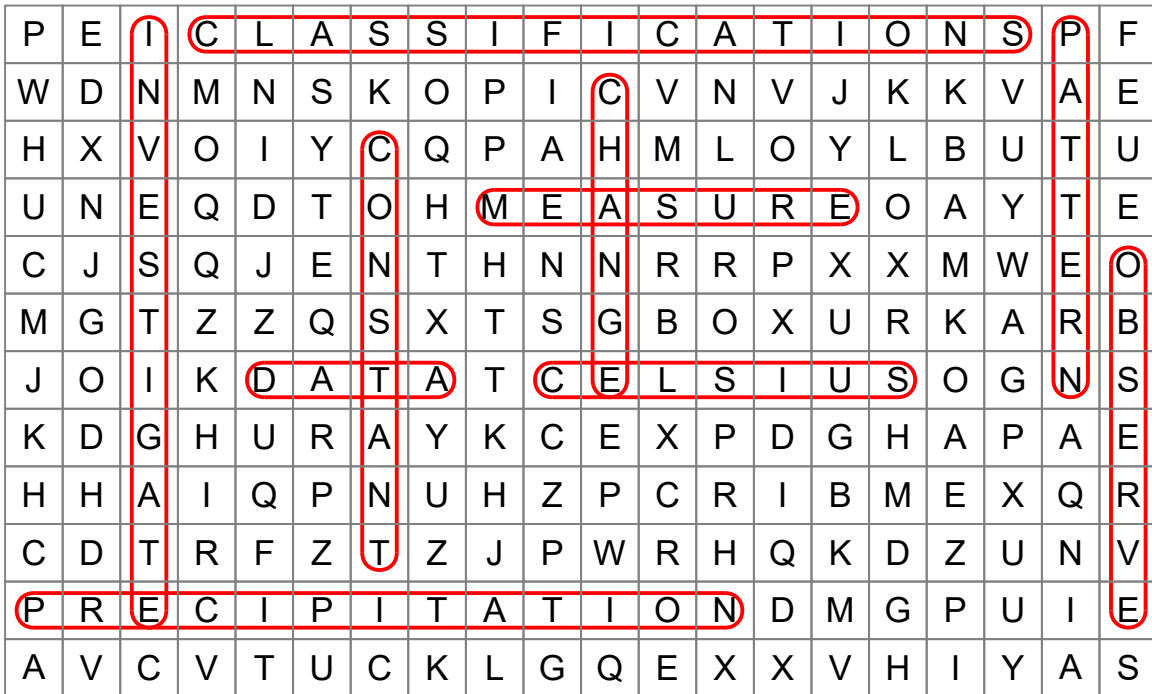 P E I C L A S S I F I C A T I O N S P F
W D N M N S K O P I C V N V J K K V A E
H X V O I Y C Q P A H M L O Y L B U T U
U N E Q D T O H M E A S U R E O A Y T E
C J S Q J E N T H N N R R P X X M W E O
M G T Z Z Q S X T S G B O X U R K A R B
J O I K D A T A T C E L S I U S O G N S
K D G H U R A Y K C E X P D G H A P A E
H H A I Q P N U H Z P C R I B M E X Q R
C D T R F Z T Z J P W R H Q K D Z U N V
P R E C I P I T A T I O N D M G P U I E
A V C V T U C K L G Q E X X V H I Y A S